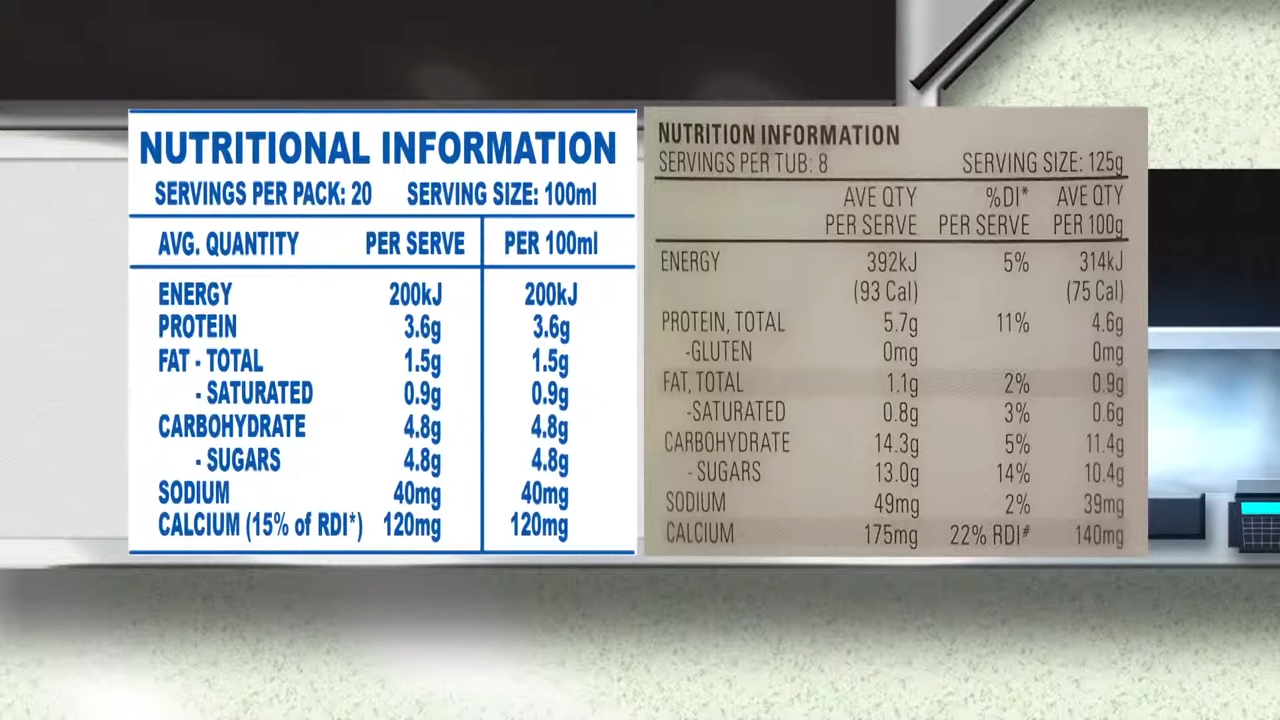 NUTRITIONAL INFORMATION
SERVINGS PER PACK: 20 SERVING SIZE: 100ml
AVG. QUANTITY PER SERVE PER 100ml
ENERGY 200kJ 200kJ
PROTEIN 3.6g 3.6g
FAT - TOTAL 1.5g 1.5g
- SATURATED 0.9g 0.9g
CARBOHYDRATE 4.8g 4.8g
- SUGARS 4.8g 4.8g
SODIUM 40mg 40mg
CALCIUM (15% of RDI*) 120mg 120mg
NUTRITION INFORMATION
SERVINGS PER TUB: 8 SERVING SIZE: 125g
AVE QTY %DI* AVE QTY
PER SERVE PER SERVE PER 100g
ENERGY 392kJ 5% 314kJ
(93 Cal) (75 Cal)
PROTEIN, TOTAL 5.7g 11% 4.6g
-GLUTEN 0mg 0mg
FAT, TOTAL 1.1g 2% 0.9g
-SATURATED 0.8g 3% 0.6g
CARBOHYDRATE 14.3g 5% 11.4g
- SUGARS 13.0g 14% 10.4g
SODIUM 49mg 2% 39mg
CALCIUM 175mg 22% RDI# 140mg